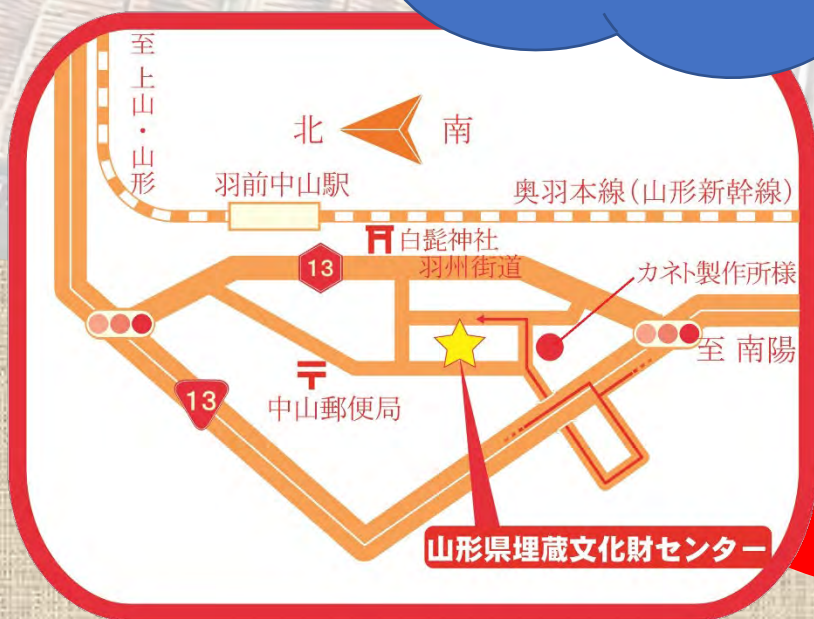 至上山・山形
北
南
羽前中山駅
奥羽本線(山形新幹線)
白髭神社
羽州街道
13
カネト製作所様
至 南陽
13
中山郵便局
山形県埋蔵文化財センター